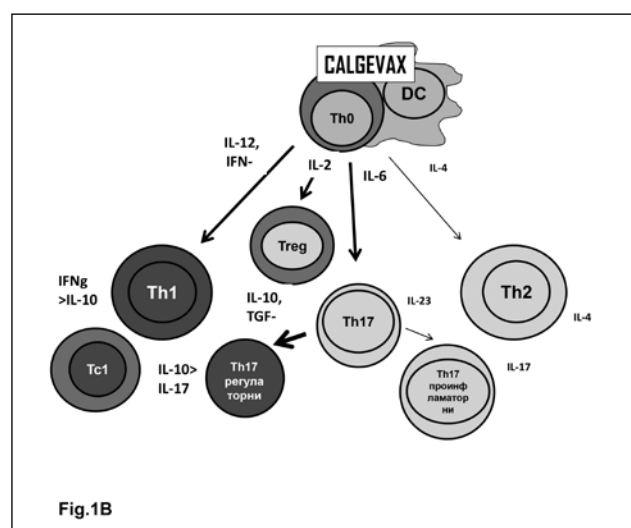 CALGEVAX
DC
Th0
IL-12,
IFN-
IL-2
IL-6
IL-4
Treg
IFNg
>IL-10
Th1
IL-10,
TGF-
Th17
IL-23
Th2
IL-4
Tc1
IL-10>
IL-17
Th17
регула
торни
Th17
проинф
ламатор
ни
IL-17
Fig.1B